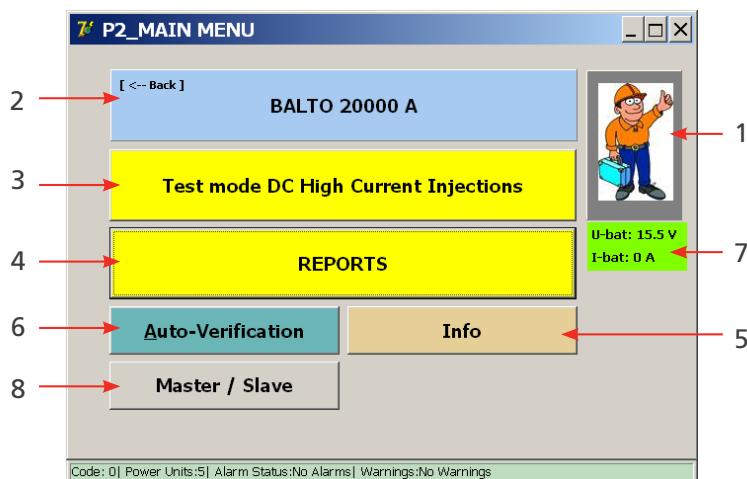 P2_MAIN MENU
[ <-- Back ]
BALTO 20000 A
Test mode DC High Current Injections
REPORTS
Auto-Verification
Info
Master / Slave
U-bat: 15.5 V
I-bat: 0 A
Code: 0| Power Units:5| Alarm Status:No Alarms| Warnings:No Warnings
2
3
4
6
8
1
7
5